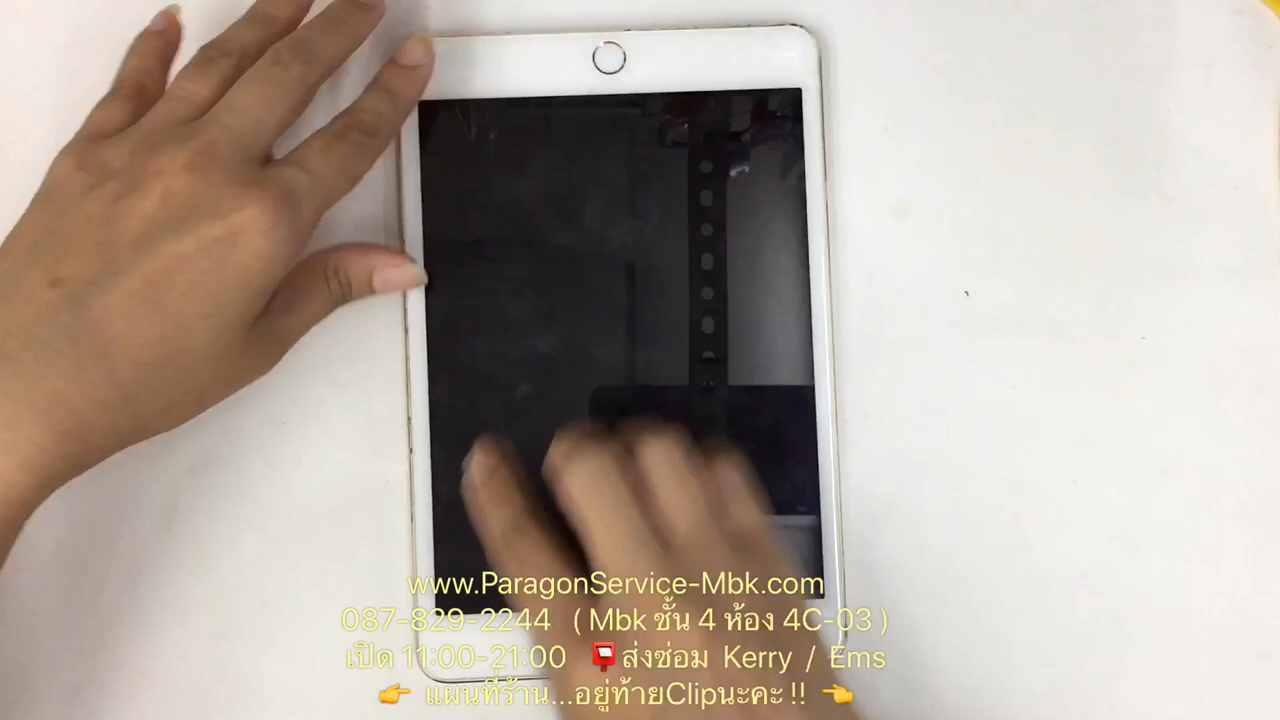 www.ParagonService-Mbk.com
087-829-2244 ( Mbk ชั้น 4 ห้อง 4C-03 )
เปิด 11:00-21:00 📮ส่งซ่อม Kerry / Ems
👉 แผนที่ร้าน...อยู่ท้ายClipนะคะ !! 👈